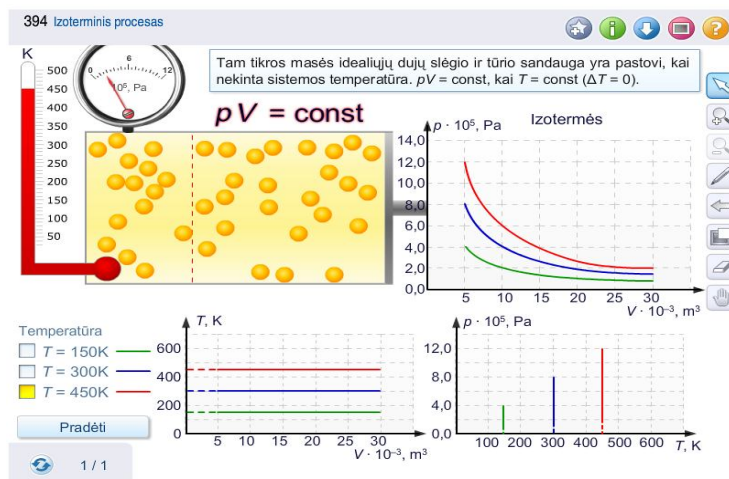 394 Izoterminis procesas
K
500
450
400
350
300
250
200
150
100
50
0
6
12
10⁵, Pa
Tam tikros masės idealiųjų dujų slėgio ir tūrio sandauga yra pastovi, kai
nekinta sistemos temperatūra. pV = const, kai T = const (ΔT = 0).
pV = const
p · 10⁵, Pa
Izotermės
14,0
12,0
10,0
8,0
6,0
4,0
2,0
0,0
5 10 15 20 25 30
V · 10⁻³, m³
Temperatūra
T = 150K
T = 300K
T = 450K
Pradėti
1 / 1
T, K
600
400
200
0
5 10 15 20 25 30
V · 10⁻³, m³
p · 10⁵, Pa
12,0
8,0
4,0
0,0
100 200 300 400 500 600
T, K